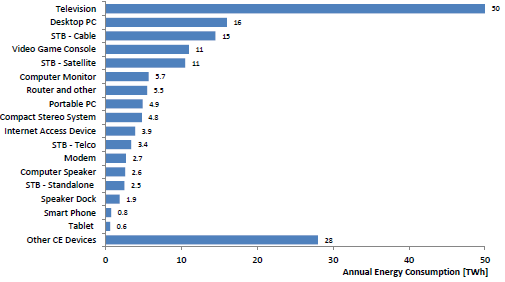 Television 50
Desktop PC 16
STB - Cable 15
Video Game Console 11
STB - Satellite 11
Computer Monitor 5.7
Router and other 5.5
Portable PC 4.9
Compact Stereo System 4.8
Internet Access Device 3.9
STB - Telco 3.4
Modem 2.7
Computer Speaker 2.6
STB - Standalone 2.5
Speaker Dock 1.9
Smart Phone 0.8
Tablet 0.6
Other CE Devices 28
0 10 20 30 40 50
Annual Energy Consumption [TWh]